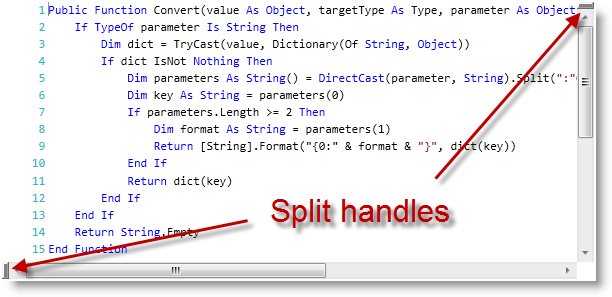 1 Public Function Convert(value As Object, targetType As Type, parameter As Object
2 If TypeOf parameter Is String Then
3 Dim dict = TryCast(value, Dictionary(Of String, Object))
4 If dict IsNot Nothing Then
5 Dim parameters As String() = DirectCast(parameter, String).Split(":"
6 Dim key As String = parameters(0)
7 If parameters.Length >= 2 Then
8 Dim format As String = parameters(1)
9 Return [String].Format("{0:" & format & "}", dict(key))
10 End If
11 Return dict(key)
12 End If
13 End If
14 Return String.Empty
15 End Function
Split handles